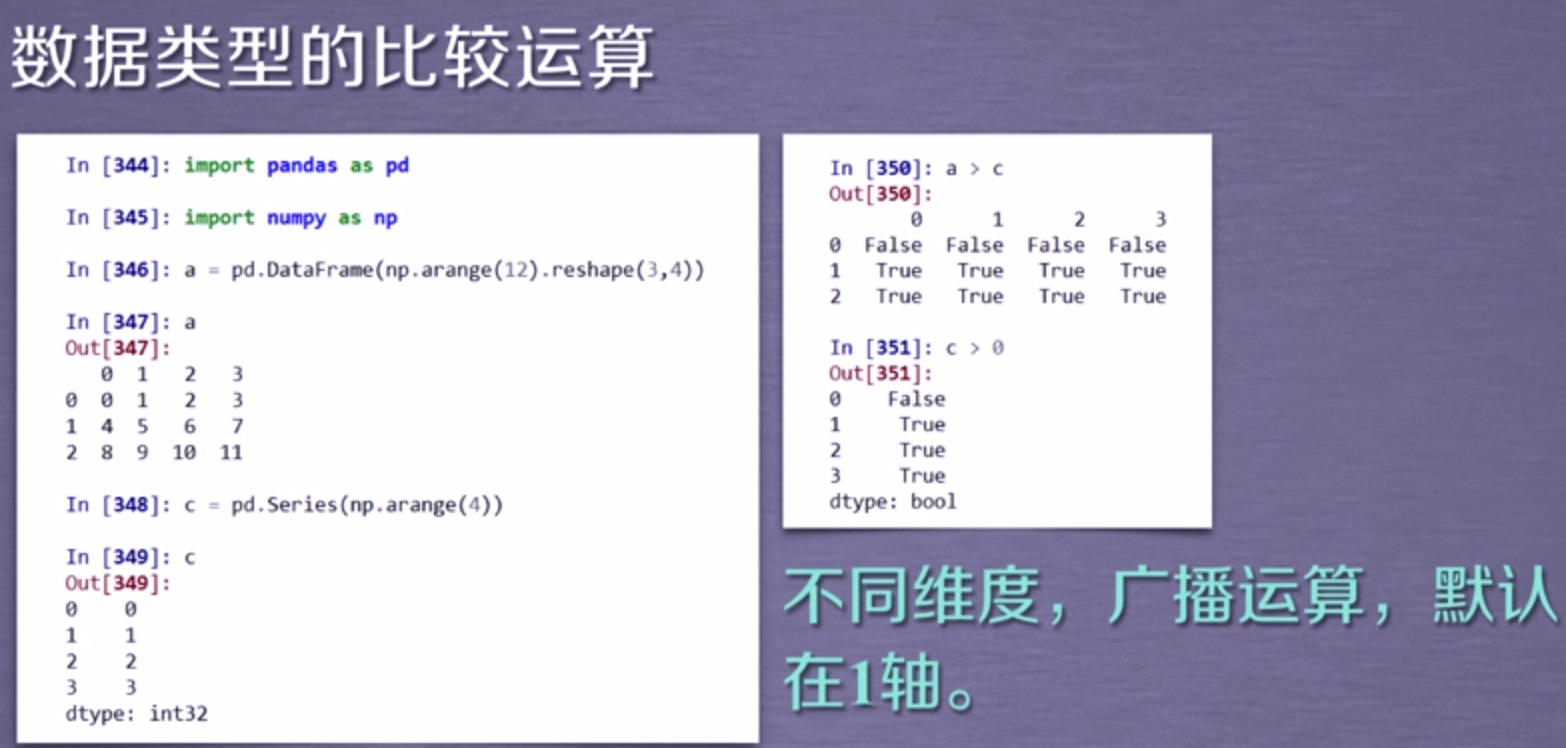 数据类型的比较运算
In [344]: import pandas as pd
In [345]: import numpy as np
In [346]: a = pd.DataFrame(np.arange(12).reshape(3,4))
In [347]: a
Out[347]:
   0  1   2   3
0  0  1   2   3
1  4  5   6   7
2  8  9  10  11
In [348]: c = pd.Series(np.arange(4))
In [349]: c
Out[349]:
0    0
1    1
2    2
3    3
dtype: int32
In [350]: a > c
Out[350]:
       0      1      2      3
0  False  False  False  False
1   True   True   True   True
2   True   True   True   True
In [351]: c > 0
Out[351]:
0    False
1     True
2     True
3     True
dtype: bool
不同维度，广播运算，默认
在1轴。